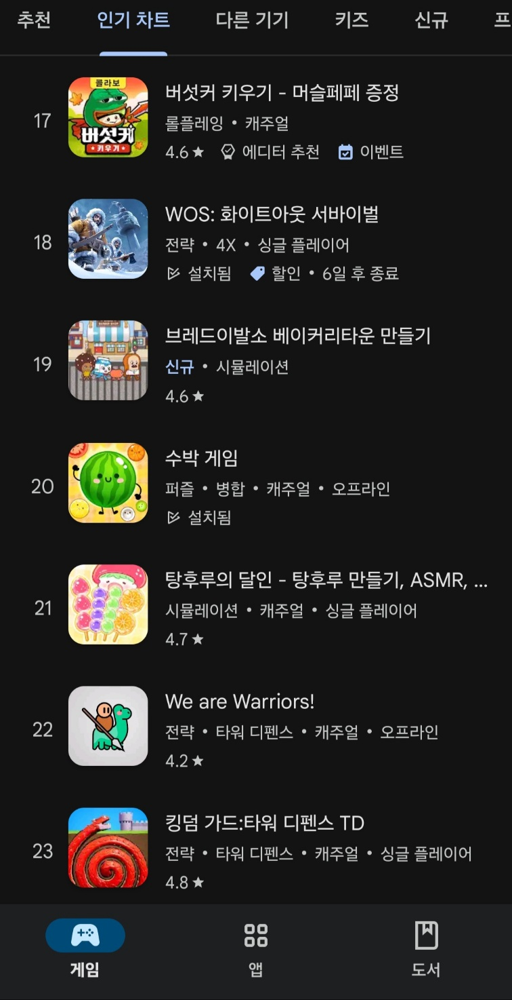 추천 인기 차트 다른 기기 키즈 신규 프
17
콜라보
버섯커
키우기
버섯커 키우기 - 머슬페페 증정
롤플레잉 • 캐주얼
4.6★ 에디터 추천 이벤트
18
WOS: 화이트아웃 서바이벌
전략 • 4X • 싱글 플레이어
설치됨 할인 • 6일 후 종료
19
브레드이발소 베이커리타운 만들기
신규 • 시뮬레이션
4.6★
20
수박 게임
퍼즐 • 병합 • 캐주얼 • 오프라인
설치됨
21
탕후루의 달인 - 탕후루 만들기, ASMR, ...
시뮬레이션 • 캐주얼 • 싱글 플레이어
4.7 ★
22
We are Warriors!
전략 • 타워 디펜스 • 캐주얼 • 오프라인
4.2★
23
킹덤 가드:타워 디펜스 TD
전략 • 타워 디펜스 • 캐주얼 • 싱글 플레이어
4.8★
게임 앱 도서